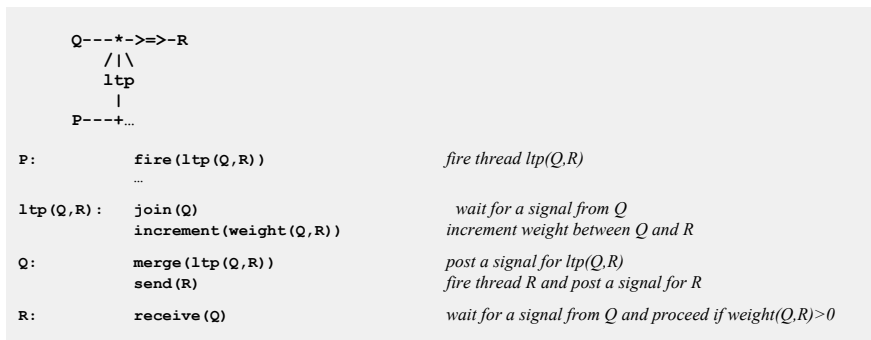 Q---*->=>-R
/|\
ltp
|
P---+…
P: fire(ltp(Q,R)) fire thread ltp(Q,R)
…
ltp(Q,R): join(Q) wait for a signal from Q
increment(weight(Q,R)) increment weight between Q and R
Q: merge(ltp(Q,R)) post a signal for ltp(Q,R)
send(R) fire thread R and post a signal for R
R: receive(Q) wait for a signal from Q and proceed if weight(Q,R)>0